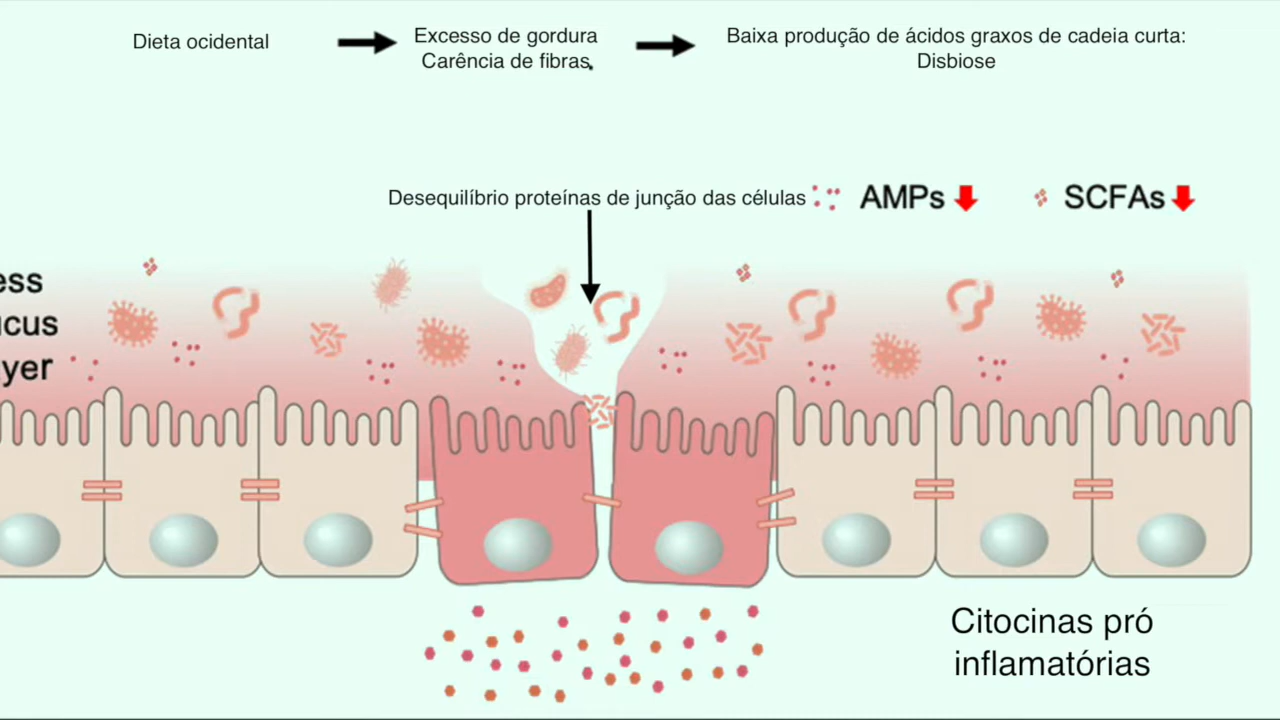 Dieta ocidental
Excesso de gordura
Carência de fibras
Baixa produção de ácidos graxos de cadeia curta:
Disbiose
Desequilíbrio proteínas de junção das células
AMPs
SCFAs
ess
ucus
yer
Citocinas pró
inflamatórias